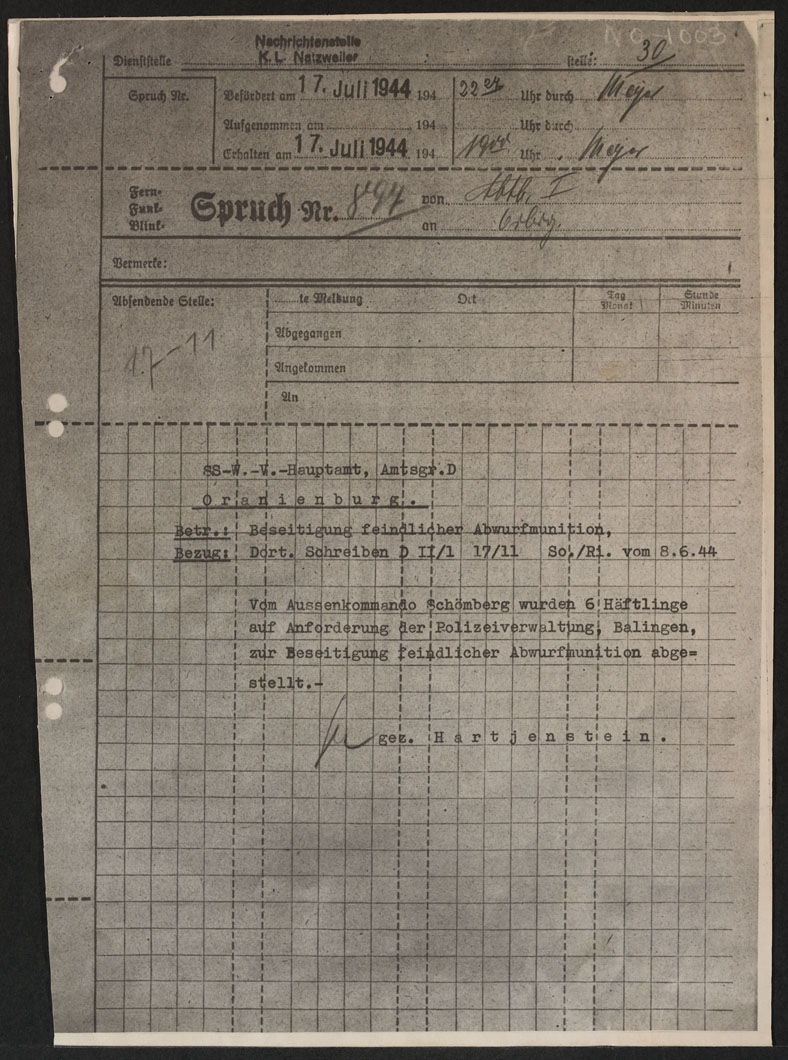 NO-1003
Nachrichtenstelle
K. L. Natzweiler
Dienststelle stelle: 30
Spruch Nr. Befördert am 17. Juli 1944 194 22 Uhr durch Meyer
Aufgenommen am 194 Uhr durch
Erhalten am 17. Juli 1944 194 Uhr Meyer
Fern-
Funk-
Blink-
Spruch Nr. 894 von Abtlg. I
an
Vermerke:
Absendende Stelle: te Meldung Ort Tag Monat Stunde Minuten
Abgegangen
17-11
Angekommen
An
SS-W.-V.-Hauptamt, Amtsgr.D
Oranienburg.
Betr.: Beseitigung feindlicher Abwurfmunition,
Bezug: Dort. Schreiben D II/1 17/11 So./Ri. vom 8.6.44
Vom Aussenkommando Schömberg wurden 6 Häftlinge
auf Anforderung der Polizeiverwaltung, Balingen,
zur Beseitigung feindlicher Abwurfmunition abge=
stellt.-
gez. Hartjenstein.